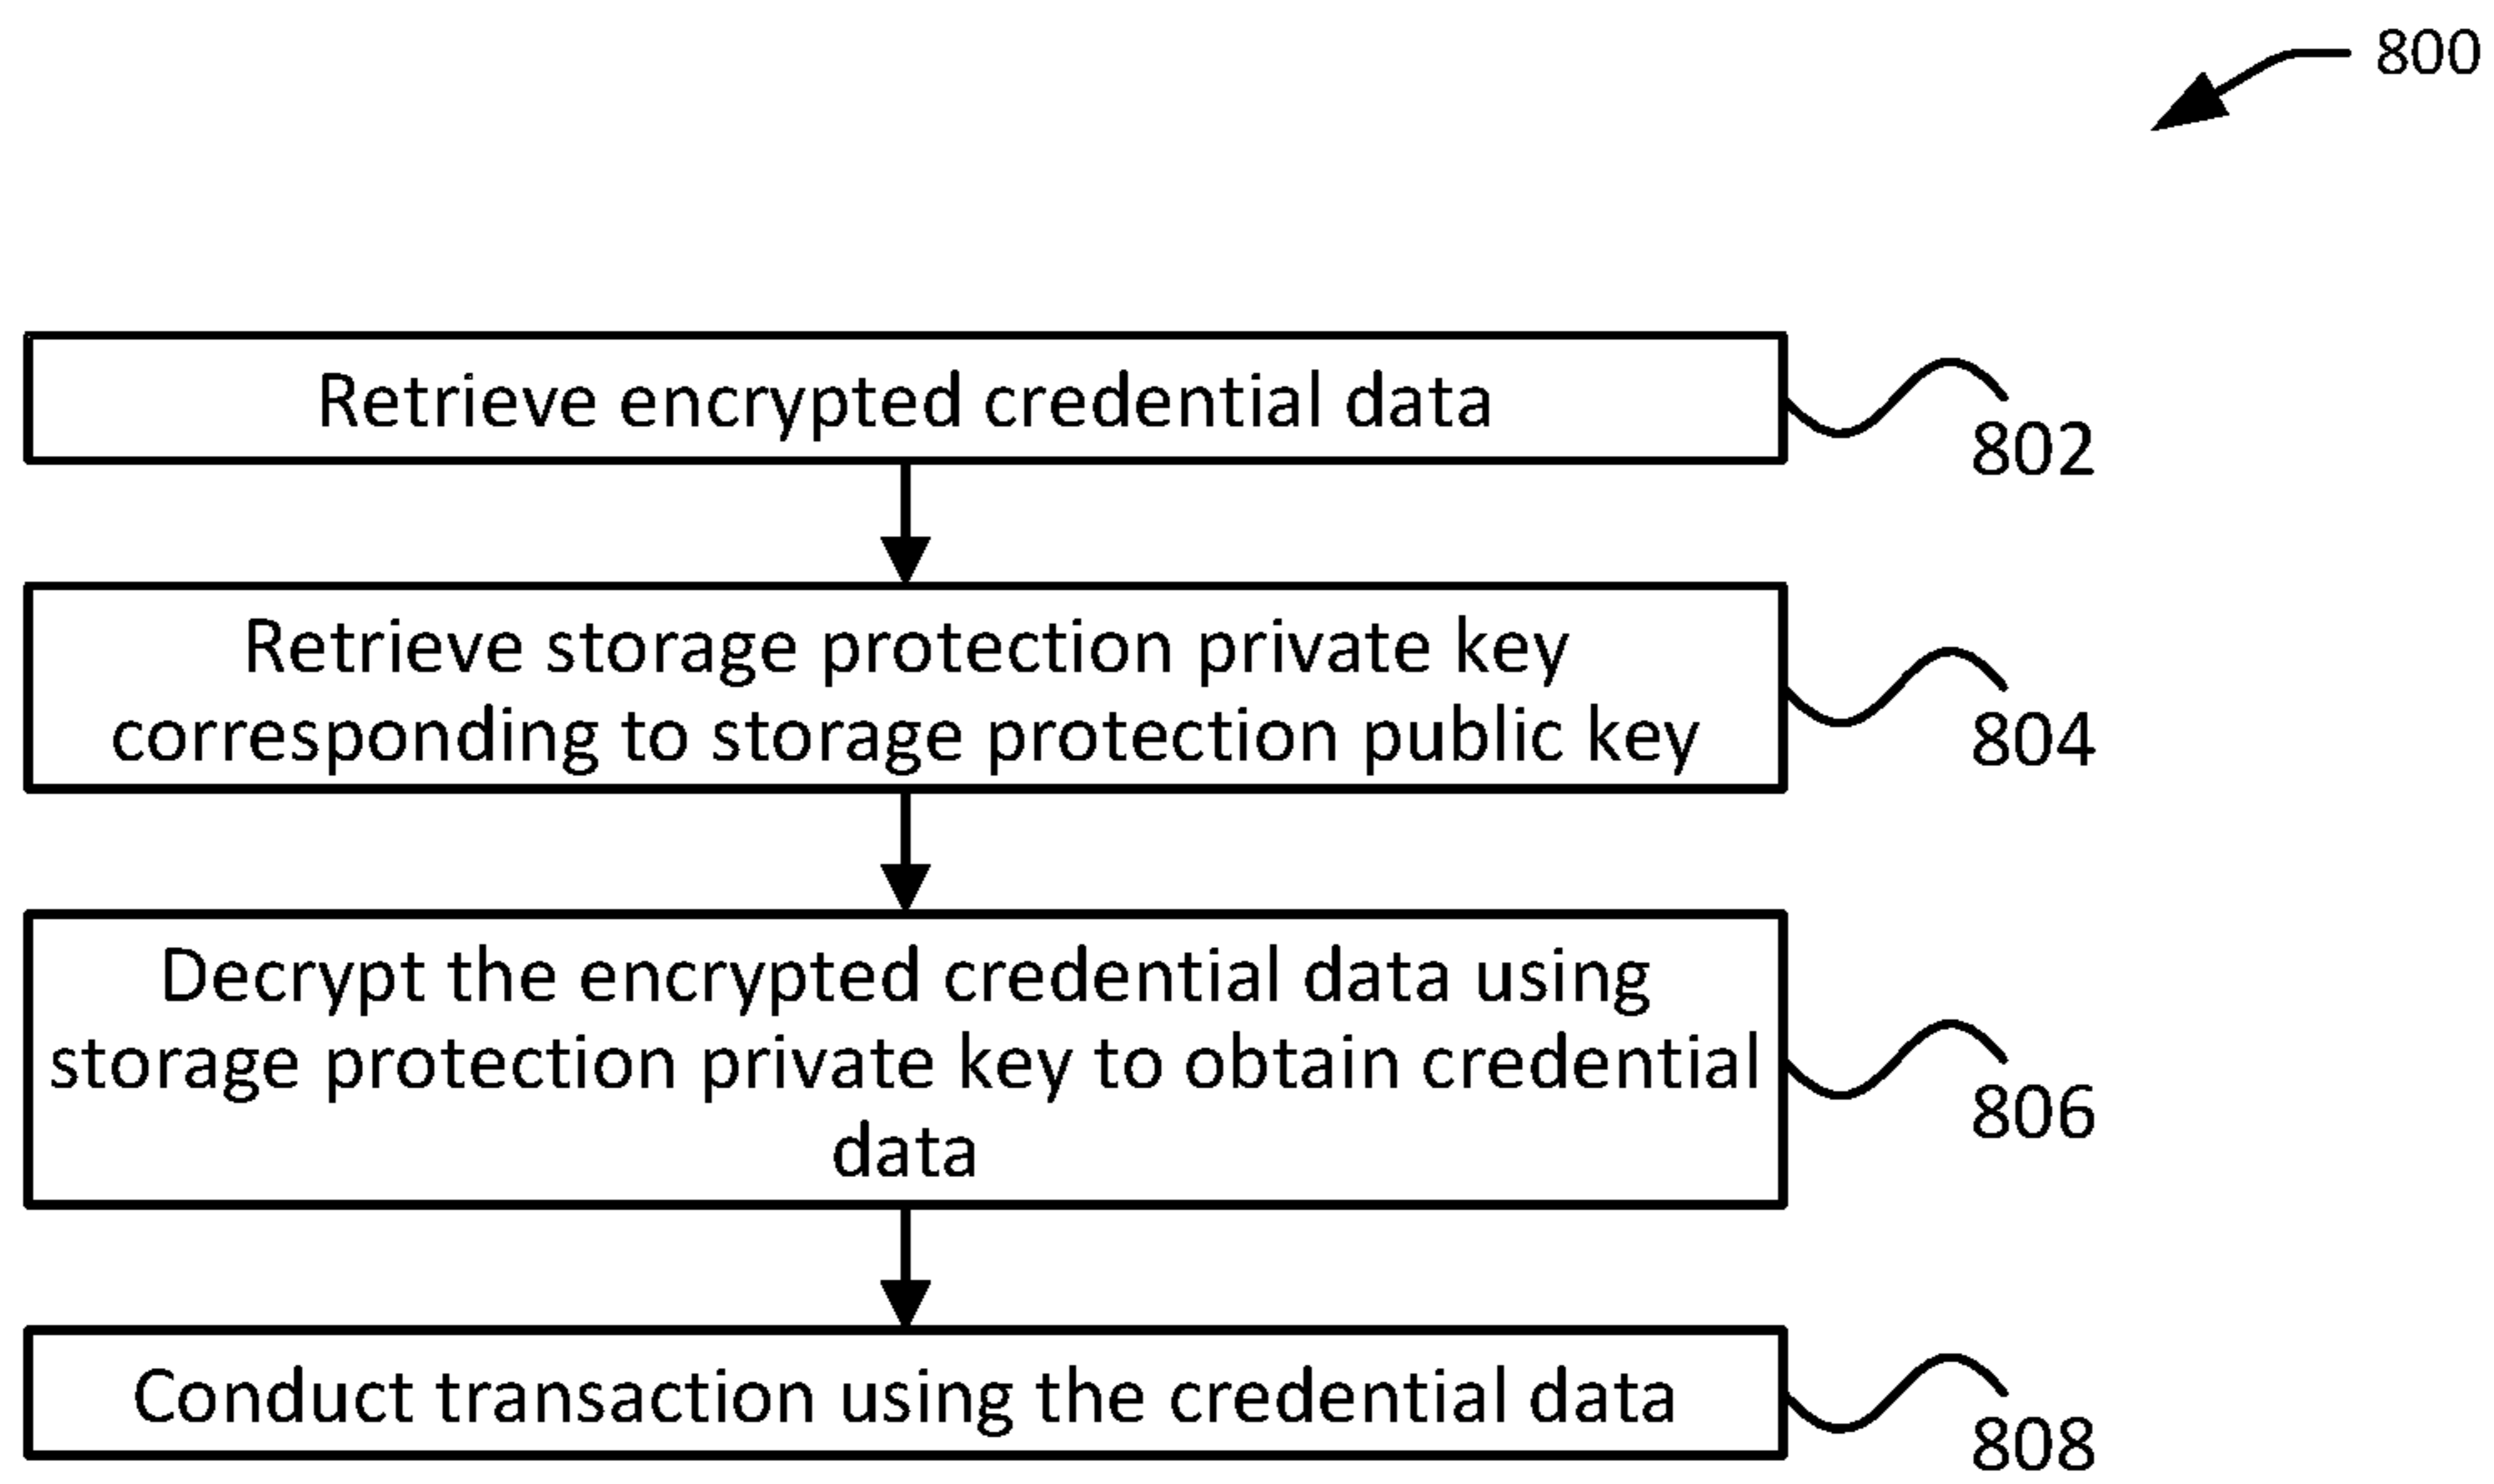 800
Retrieve encrypted credential data
802
Retrieve storage protection private key
corresponding to storage protection public key
804
Decrypt the encrypted credential data using
storage protection private key to obtain credential
data
806
Conduct transaction using the credential data
808